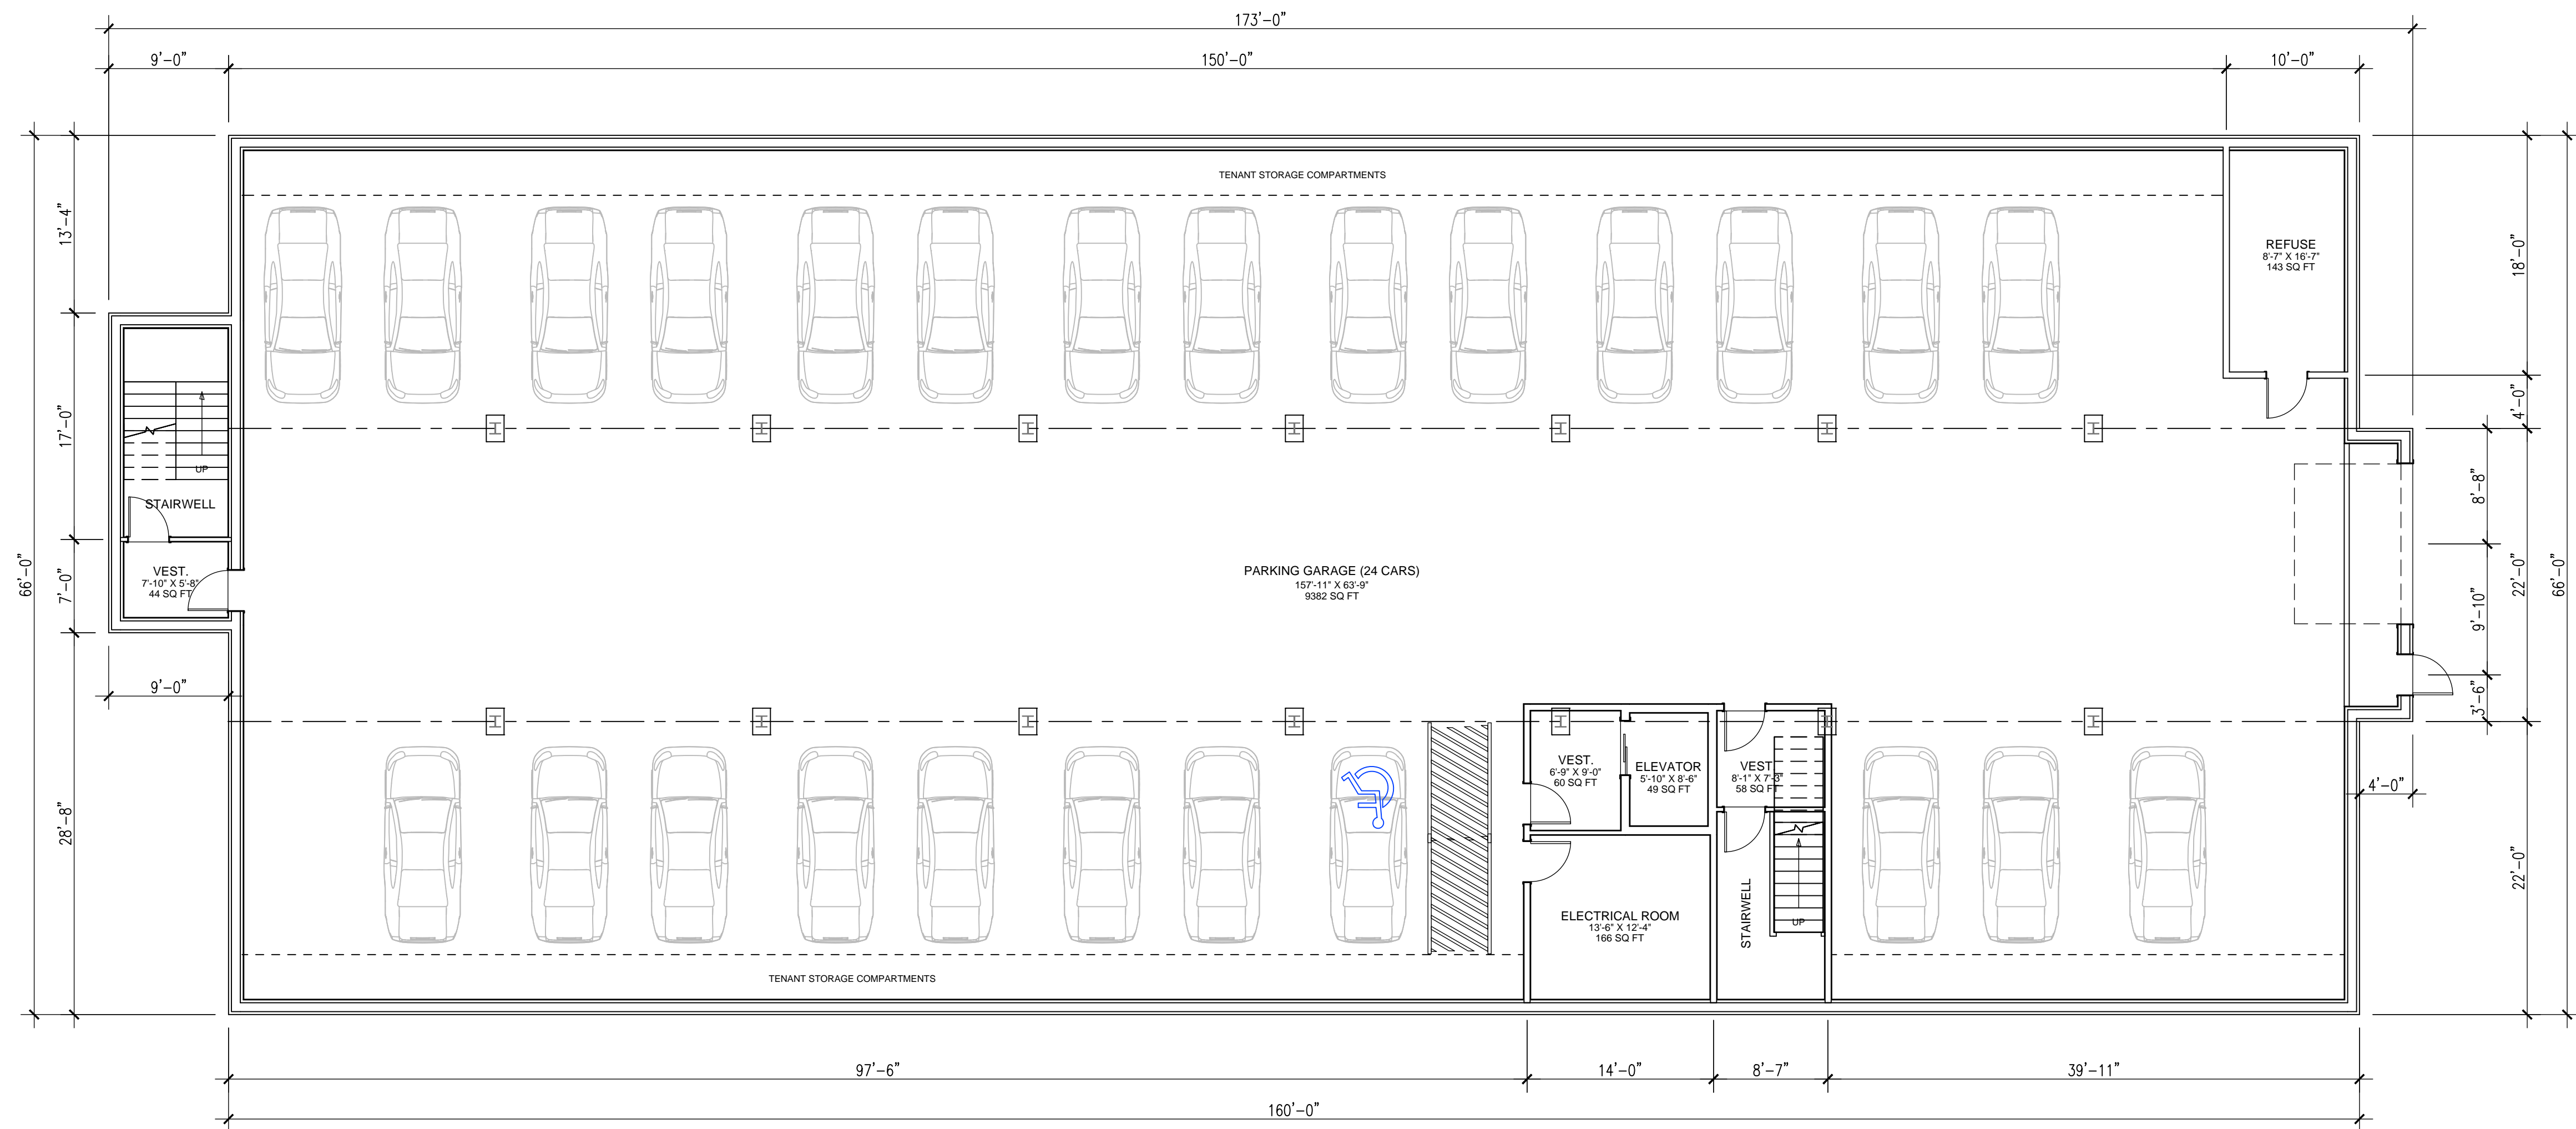 173'-0"
9'-0"
150'-0"
10'-0"
TENANT STORAGE COMPARTMENTS
13'-4"
17'-0"
7'-0"
28'-8"
66'-0"
REFUSE
8'-7" X 16'-7"
143 SQ FT
18'-0"
4'-0"
22'-0"
22'-0"
66'-0"
8'-8"
9'-10"
3'-6"
UP
STAIRWELL
VEST.
7'-10" X 5'-8"
44 SQ FT
9'-0"
PARKING GARAGE (24 CARS)
157'-11" X 63'-9"
9382 SQ FT
VEST.
6'-9" X 9'-0"
60 SQ FT
ELEVATOR
5'-10" X 8'-6"
49 SQ FT
VEST.
8'-1" X 7'-3"
58 SQ FT
4'-0"
ELECTRICAL ROOM
13'-6" X 12'-4"
166 SQ FT
STAIRWELL
UP
TENANT STORAGE COMPARTMENTS
97'-6"
14'-0"
8'-7"
39'-11"
160'-0"